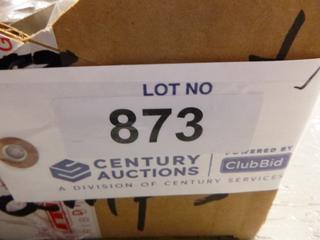 LOT NO
873
CENTURY
AUCTIONS
POWERED BY
ClubBid
A DIVISION OF CENTURY SERVICES